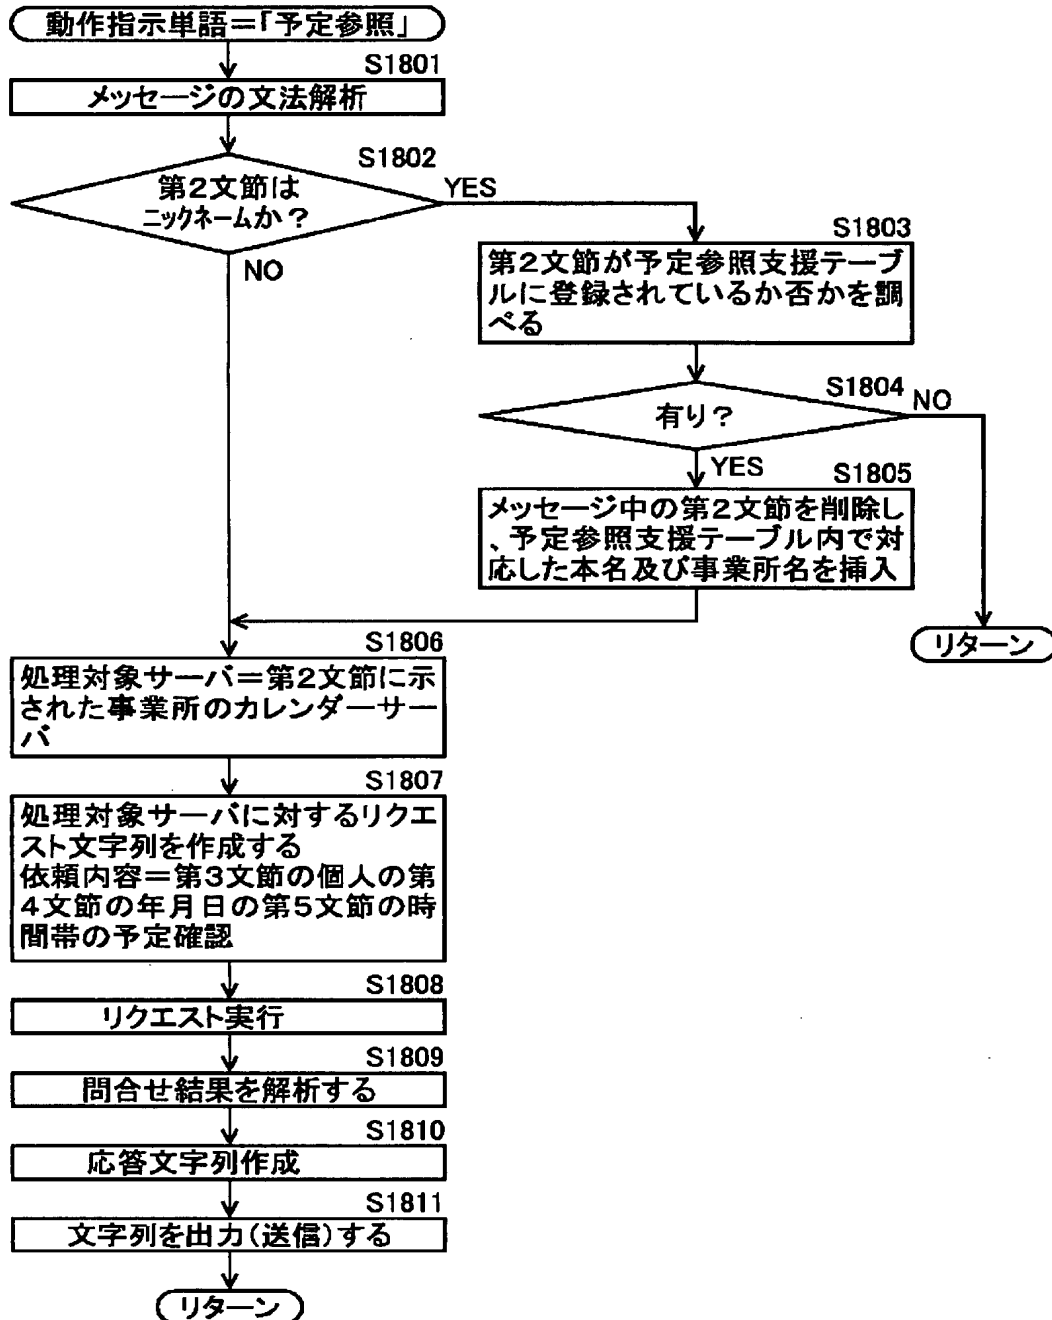 動作指示単語＝「予定参照」
S1801
メッセージの文法解析
S1802
第2文節は
ニックネームか？
YES
NO
S1803
第2文節が予定参照支援テーブ
ルに登録されているか否かを調
べる
S1804
有り？
NO
YES
S1805
メッセージ中の第2文節を削除し
、予定参照支援テーブル内で対
応した本名及び事業所名を挿入
リターン
S1806
処理対象サーバ＝第2文節に示
された事業所のカレンダーサー
バ
S1807
処理対象サーバに対するリクエ
スト文字列を作成する
依頼内容＝第3文節の個人の第
4文節の年月日の第5文節の時
間帯の予定確認
S1808
リクエスト実行
S1809
問合せ結果を解析する
S1810
応答文字列作成
S1811
文字列を出力(送信)する
リターン